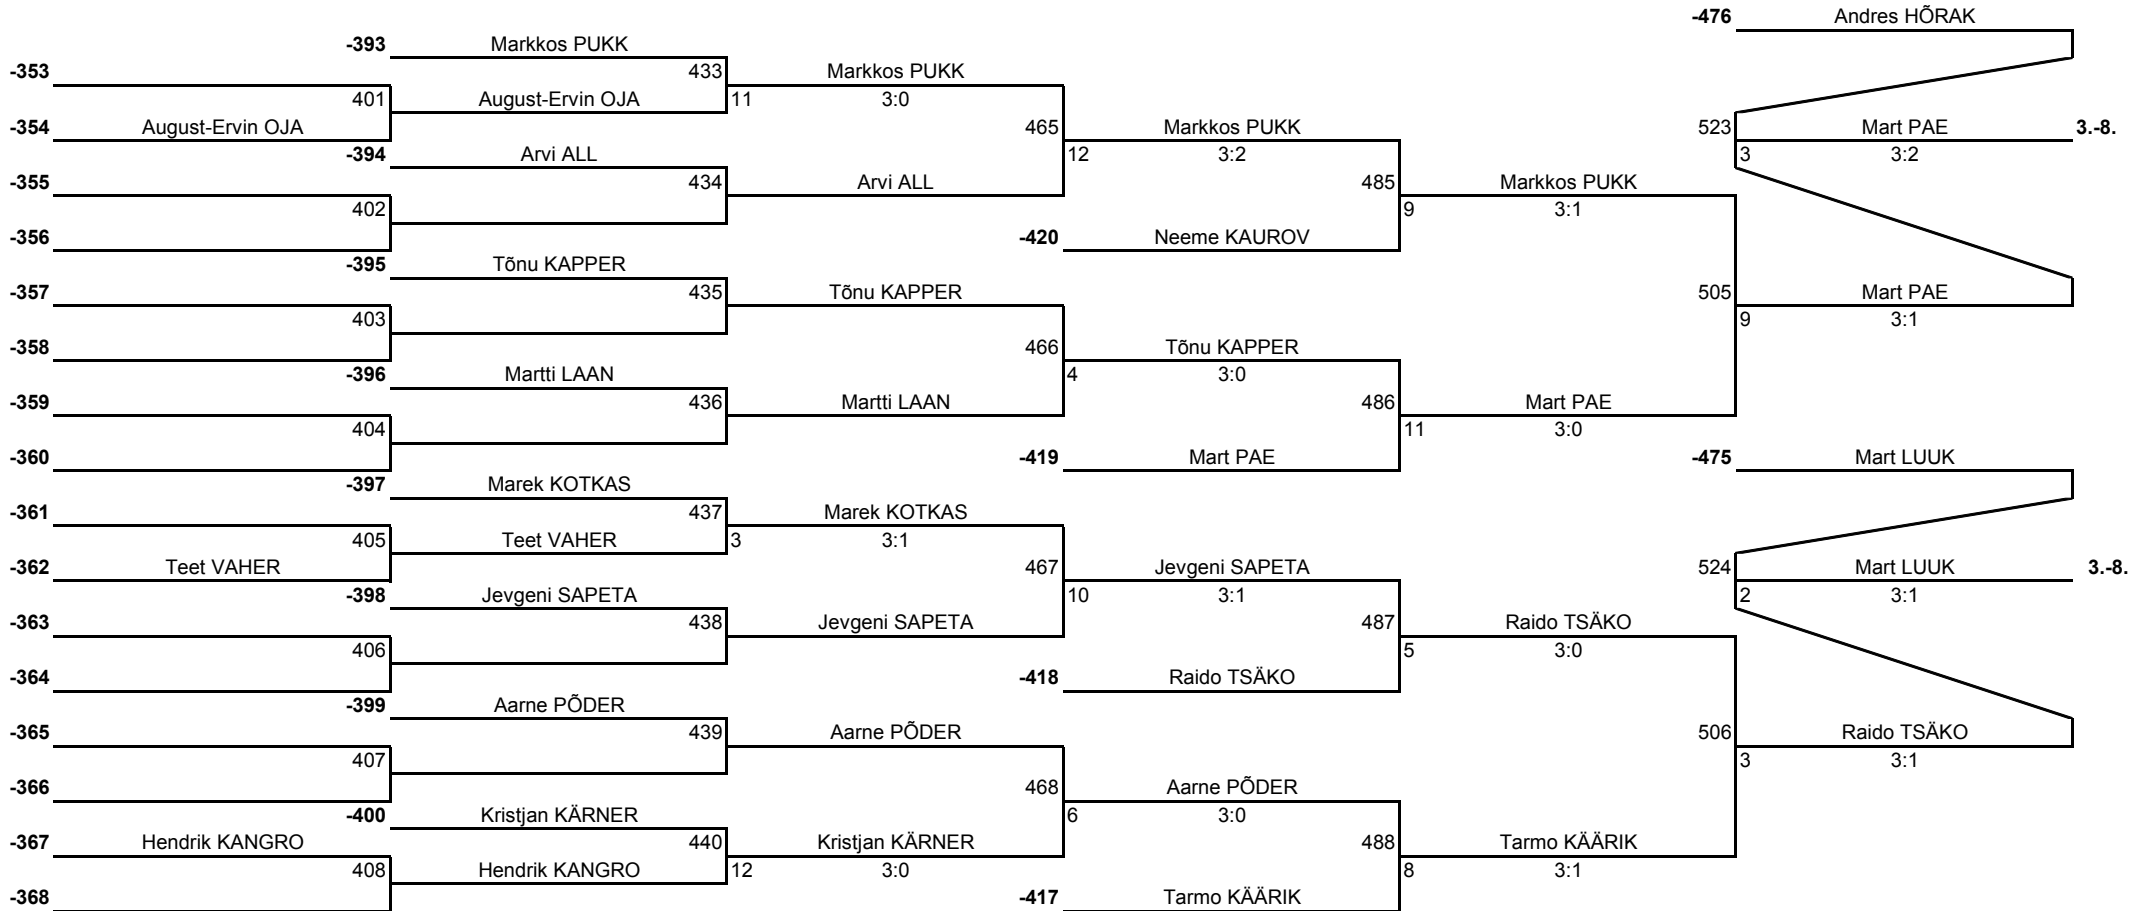 -476 Andres HÕRAK
-393 Markkos PUKK
-353 433 Markkos PUKK
401 August-Ervin OJA 11 3:0
-354 August-Ervin OJA 465 Markkos PUKK 523 Mart PAE 3.-8.
-394 Arvi ALL 12 3:2 3 3:2
-355 434 Arvi ALL 485 Markkos PUKK
402 9 3:1
-356 -420 Neeme KAUROV
-395 Tõnu KAPPER
-357 435 Tõnu KAPPER 505 Mart PAE
403 9 3:1
-358 466 Tõnu KAPPER
-396 Martti LAAN 4 3:0
-359 436 Martti LAAN 486 Mart PAE
404 11 3:0
-360 -419 Mart PAE -475 Mart LUUK
-397 Marek KOTKAS
-361 437 Marek KOTKAS
405 Teet VAHER 3 3:1
-362 Teet VAHER 467 Jevgeni SAPETA 524 Mart LUUK 3.-8.
-398 Jevgeni SAPETA 10 3:1 2 3:1
-363 438 Jevgeni SAPETA 487 Raido TSÄKO
406 5 3:0
-364 -418 Raido TSÄKO
-399 Aarne PÕDER
-365 439 Aarne PÕDER 506 Raido TSÄKO
407 3 3:1
-366 468 Aarne PÕDER
-400 Kristjan KÄRNER 6 3:0
-367 Hendrik KANGRO 440 Kristjan KÄRNER 488 Tarmo KÄÄRIK
408 Hendrik KANGRO 12 3:0 8 3:1
-368 -417 Tarmo KÄÄRIK